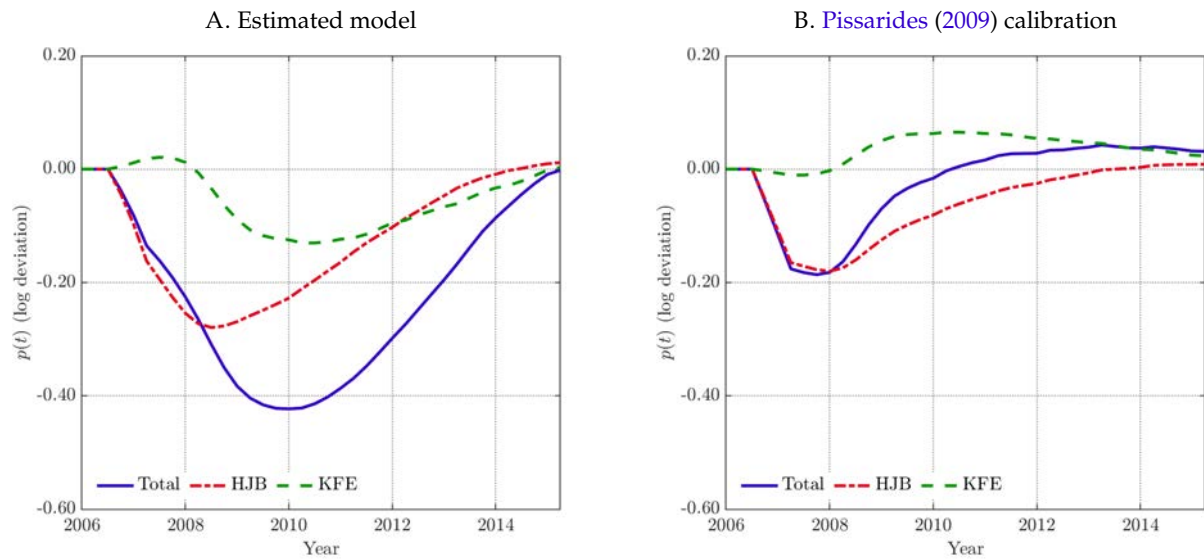 A. Estimated model
0.20
0.00
-0.20
-0.40
-0.60
p(t) (log deviation)
Total HJB KFE
2006 2008 2010 2012 2014
Year
B. Pissarides (2009) calibration
0.20
0.00
-0.20
-0.40
-0.60
p(t) (log deviation)
Total HJB KFE
2006 2008 2010 2012 2014
Year